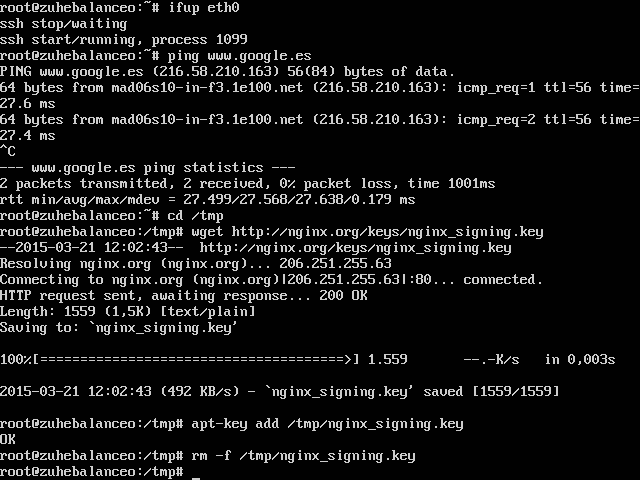 root@zuhebalanceo:~# ifup eth0
ssh stop/waiting
ssh start/running, process 1099
root@zuhebalanceo:~# ping www.google.es
PING www.google.es (216.58.210.163) 56(84) bytes of data.
64 bytes from mad06s10-in-f3.1e100.net (216.58.210.163): icmp_req=1 ttl=56 time=
27.6 ms
64 bytes from mad06s10-in-f3.1e100.net (216.58.210.163): icmp_req=2 ttl=56 time=
27.4 ms
^C
--- www.google.es ping statistics ---
2 packets transmitted, 2 received, 0% packet loss, time 1001ms
rtt min/avg/max/mdev = 27.499/27.568/27.638/0.179 ms
root@zuhebalanceo:~# cd /tmp
root@zuhebalanceo:/tmp# wget http://nginx.org/keys/nginx_signing.key
--2015-03-21 12:02:43--  http://nginx.org/keys/nginx_signing.key
Resolving nginx.org (nginx.org)... 206.251.255.63
Connecting to nginx.org (nginx.org)|206.251.255.63|:80... connected.
HTTP request sent, awaiting response... 200 OK
Length: 1559 (1,5K) [text/plain]
Saving to: `nginx_signing.key'
100%[======================================>] 1.559       --.-K/s   in 0,003s
2015-03-21 12:02:43 (492 KB/s) - `nginx_signing.key' saved [1559/1559]
root@zuhebalanceo:/tmp# apt-key add /tmp/nginx_signing.key
OK
root@zuhebalanceo:/tmp# rm -f /tmp/nginx_signing.key
root@zuhebalanceo:/tmp# _